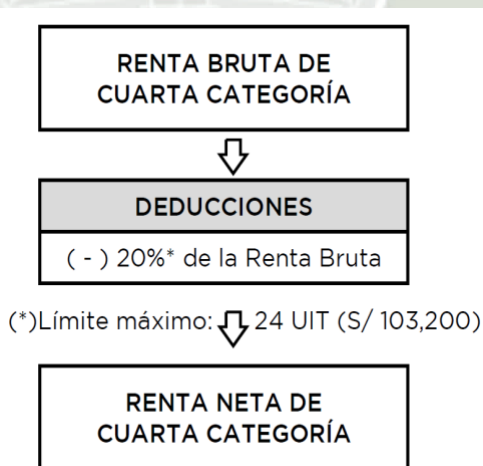 RENTA BRUTA DE
CUARTA CATEGORÍA
DEDUCCIONES
( - ) 20%* de la Renta Bruta
(*)Límite máximo: 24 UIT (S/ 103,200)
RENTA NETA DE
CUARTA CATEGORÍA